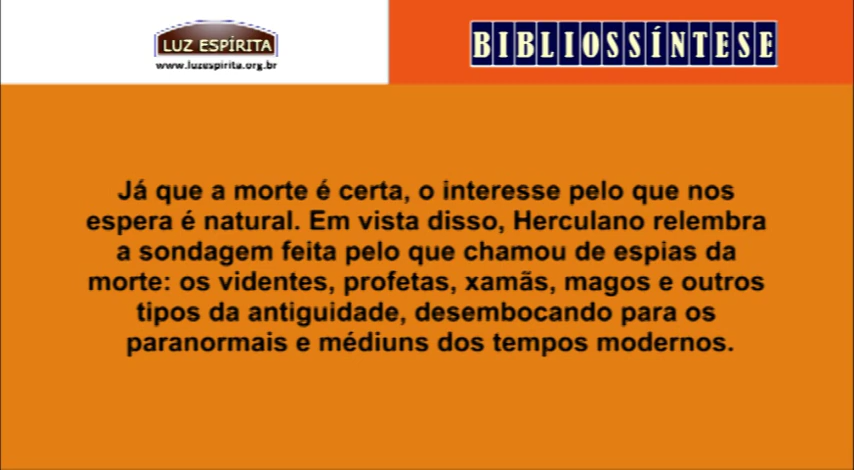 LUZ ESPÍRITA
www.luzespirita.org.br
BIBLIOSSÍNTESE
Já que a morte é certa, o interesse pelo que nos
espera é natural. Em vista disso, Herculano relembra
a sondagem feita pelo que chamou de espias da
morte: os videntes, profetas, xamãs, magos e outros
tipos da antiguidade, desembocando para os
paranormais e médiuns dos tempos modernos.